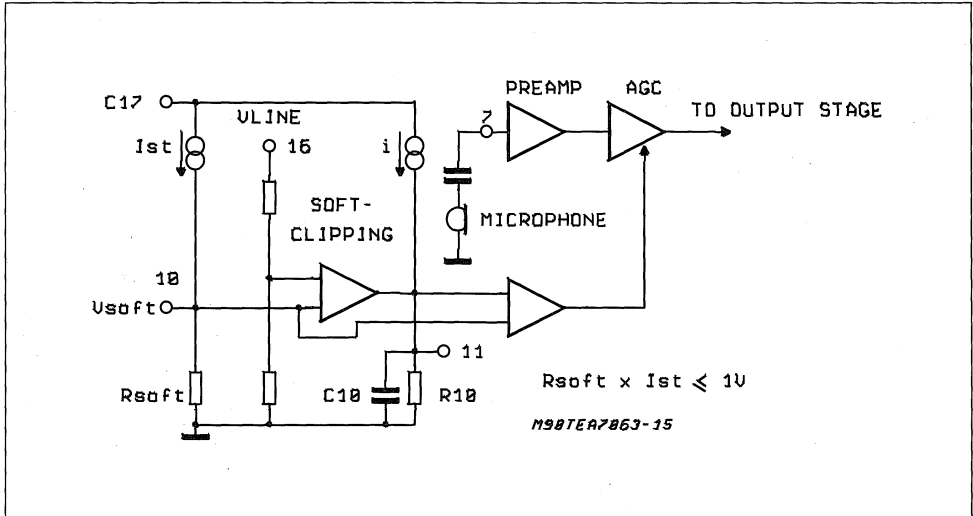 PREAMP AGC
C17 7 TO OUTPUT STAGE
VLINE
Ist 16 i
SOFT-
CLIPPING
MICROPHONE
10
Vsoft
11
Rsoft C10 R10
Rsoft x Ist ≤ 1V
M90TEA7063-15